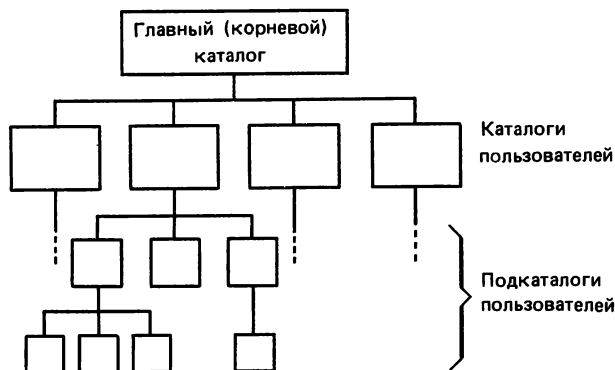 Главный (корневой)
каталог
Каталоги
пользователей
Подкаталоги
пользователей